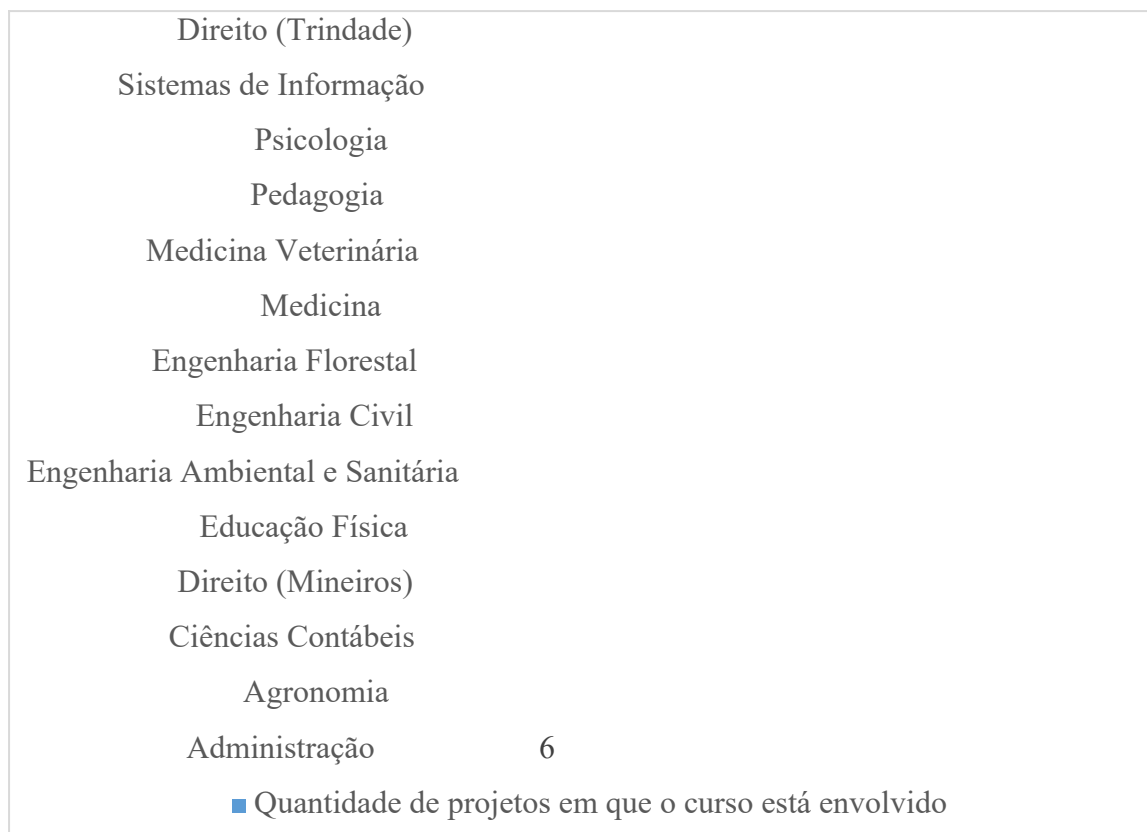 Direito (Trindade)
Sistemas de Informação
Psicologia
Pedagogia
Medicina Veterinária
Medicina
Engenharia Florestal
Engenharia Civil
Engenharia Ambiental e Sanitária
Educação Física
Direito (Mineiros)
Ciências Contábeis
Agronomia
Administração 6
Quantidade de projetos em que o curso está envolvido